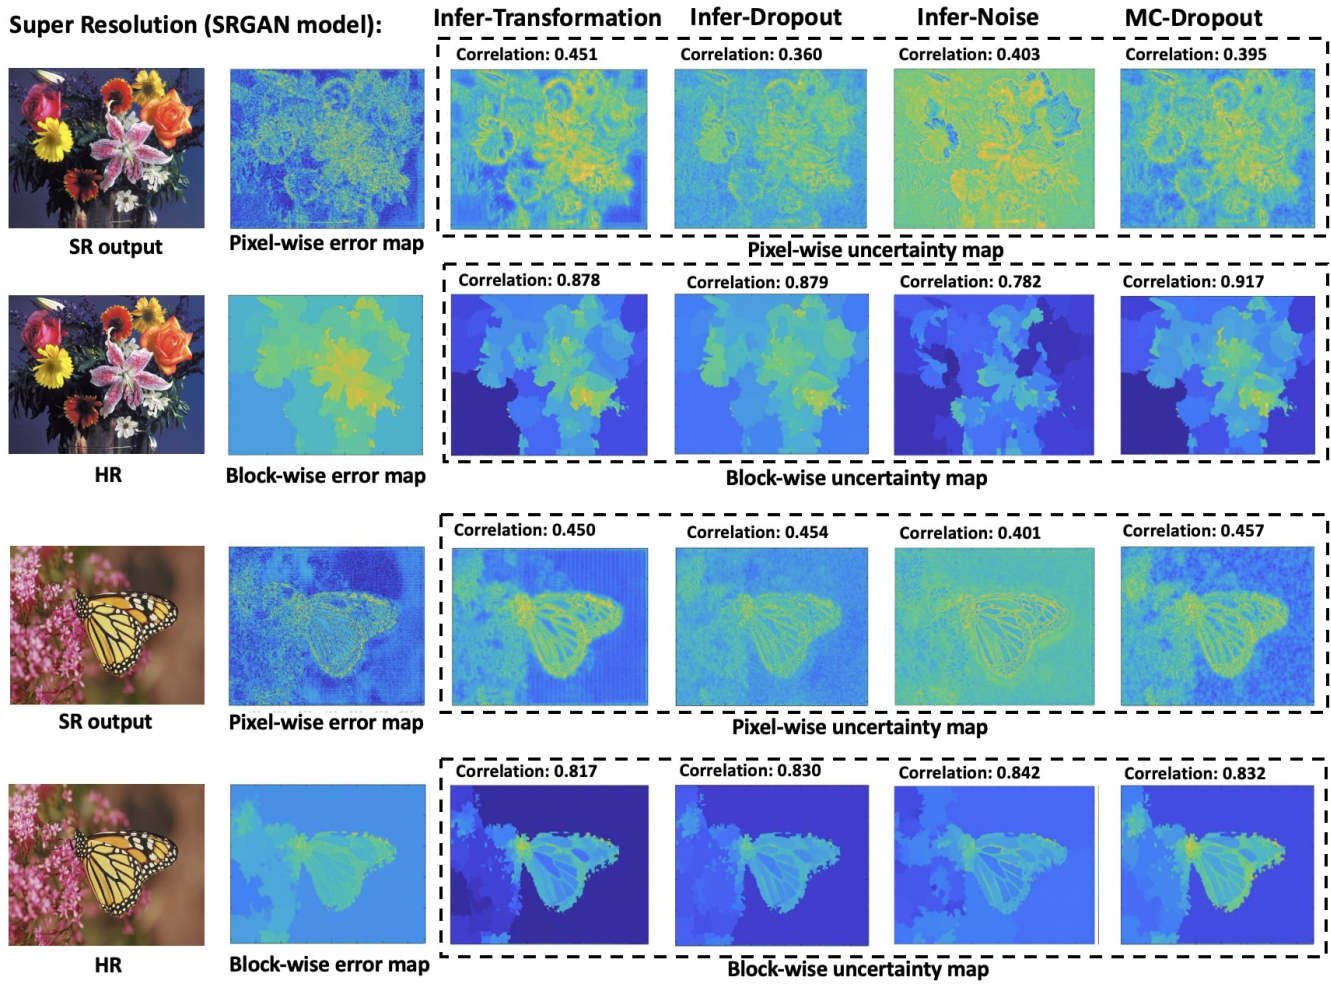 Super Resolution (SRGAN model):
Infer-Transformation
Infer-Dropout
Infer-Noise
MC-Dropout
Correlation: 0.451
Correlation: 0.360
Correlation: 0.403
Correlation: 0.395
SR output
Pixel-wise error map
Pixel-wise uncertainty map
Correlation: 0.878
Correlation: 0.879
Correlation: 0.782
Correlation: 0.917
HR
Block-wise error map
Block-wise uncertainty map
Correlation: 0.450
Correlation: 0.454
Correlation: 0.401
Correlation: 0.457
SR output
Pixel-wise error map
Pixel-wise uncertainty map
Correlation: 0.817
Correlation: 0.830
Correlation: 0.842
Correlation: 0.832
HR
Block-wise error map
Block-wise uncertainty map